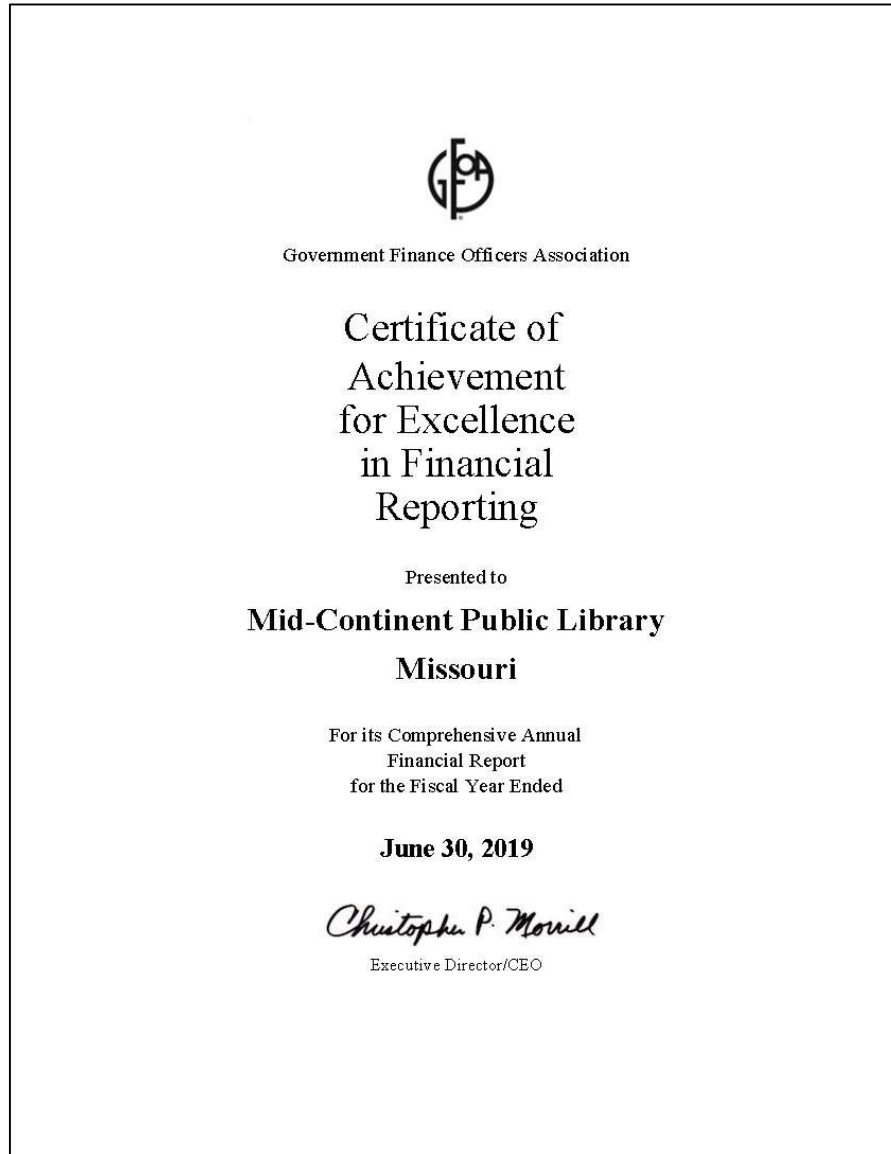 GFOA
Government Finance Officers Association
Certificate of
Achievement
for Excellence
in Financial
Reporting
Presented to
Mid-Continent Public Library
Missouri
For its Comprehensive Annual
Financial Report
for the Fiscal Year Ended
June 30, 2019
Christopher P. Morrill
Executive Director/CEO